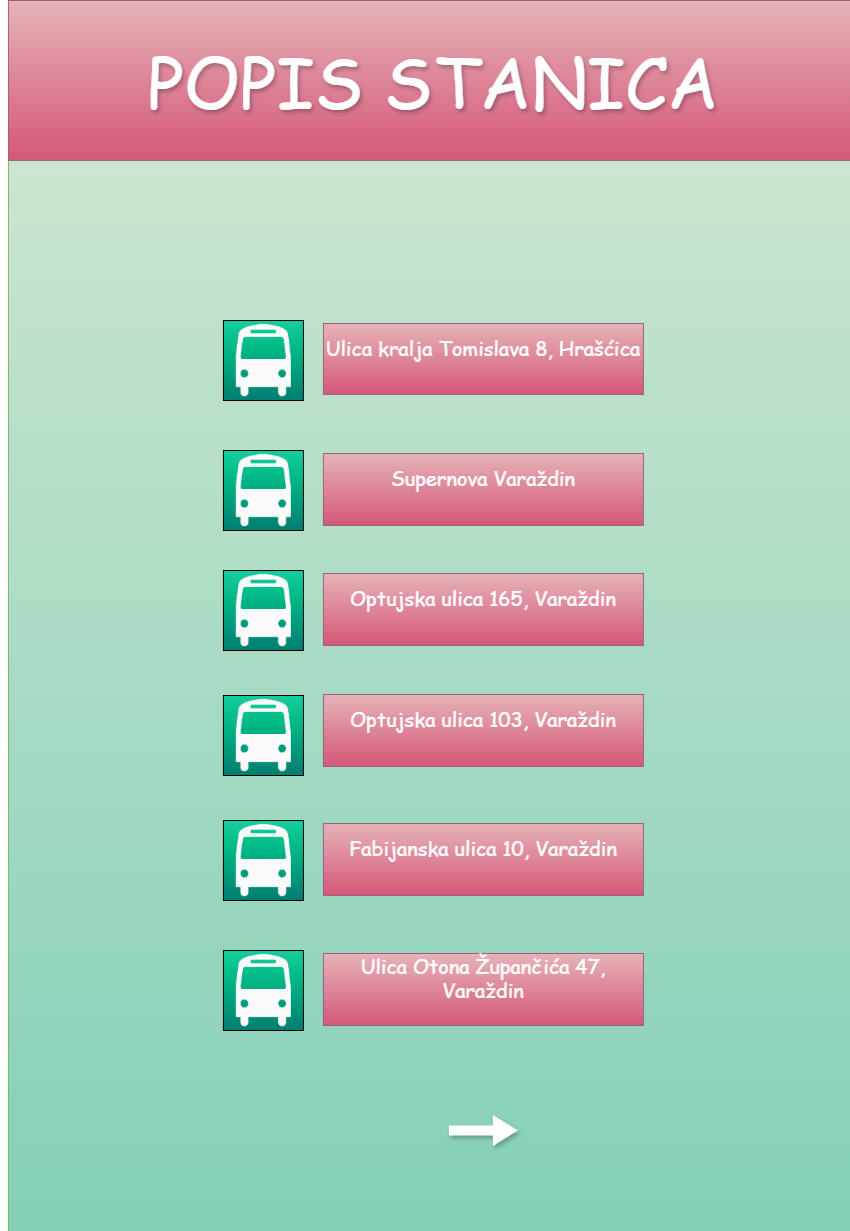 POPIS STANICA
Ulica kralja Tomislava 8, Hrašćica
Supernova Varaždin
Optujska ulica 165, Varaždin
Optujska ulica 103, Varaždin
Fabijanska ulica 10, Varaždin
Ulica Otona Župančića 47,
Varaždin